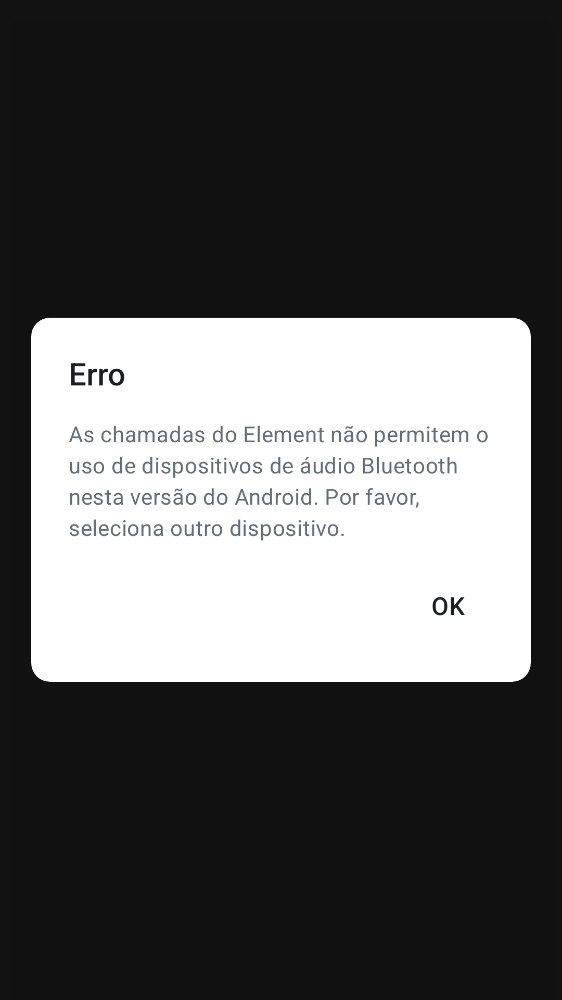 Erro
As chamadas do Element não permitem o
uso de dispositivos de áudio Bluetooth
nesta versão do Android. Por favor,
seleciona outro dispositivo.
OK